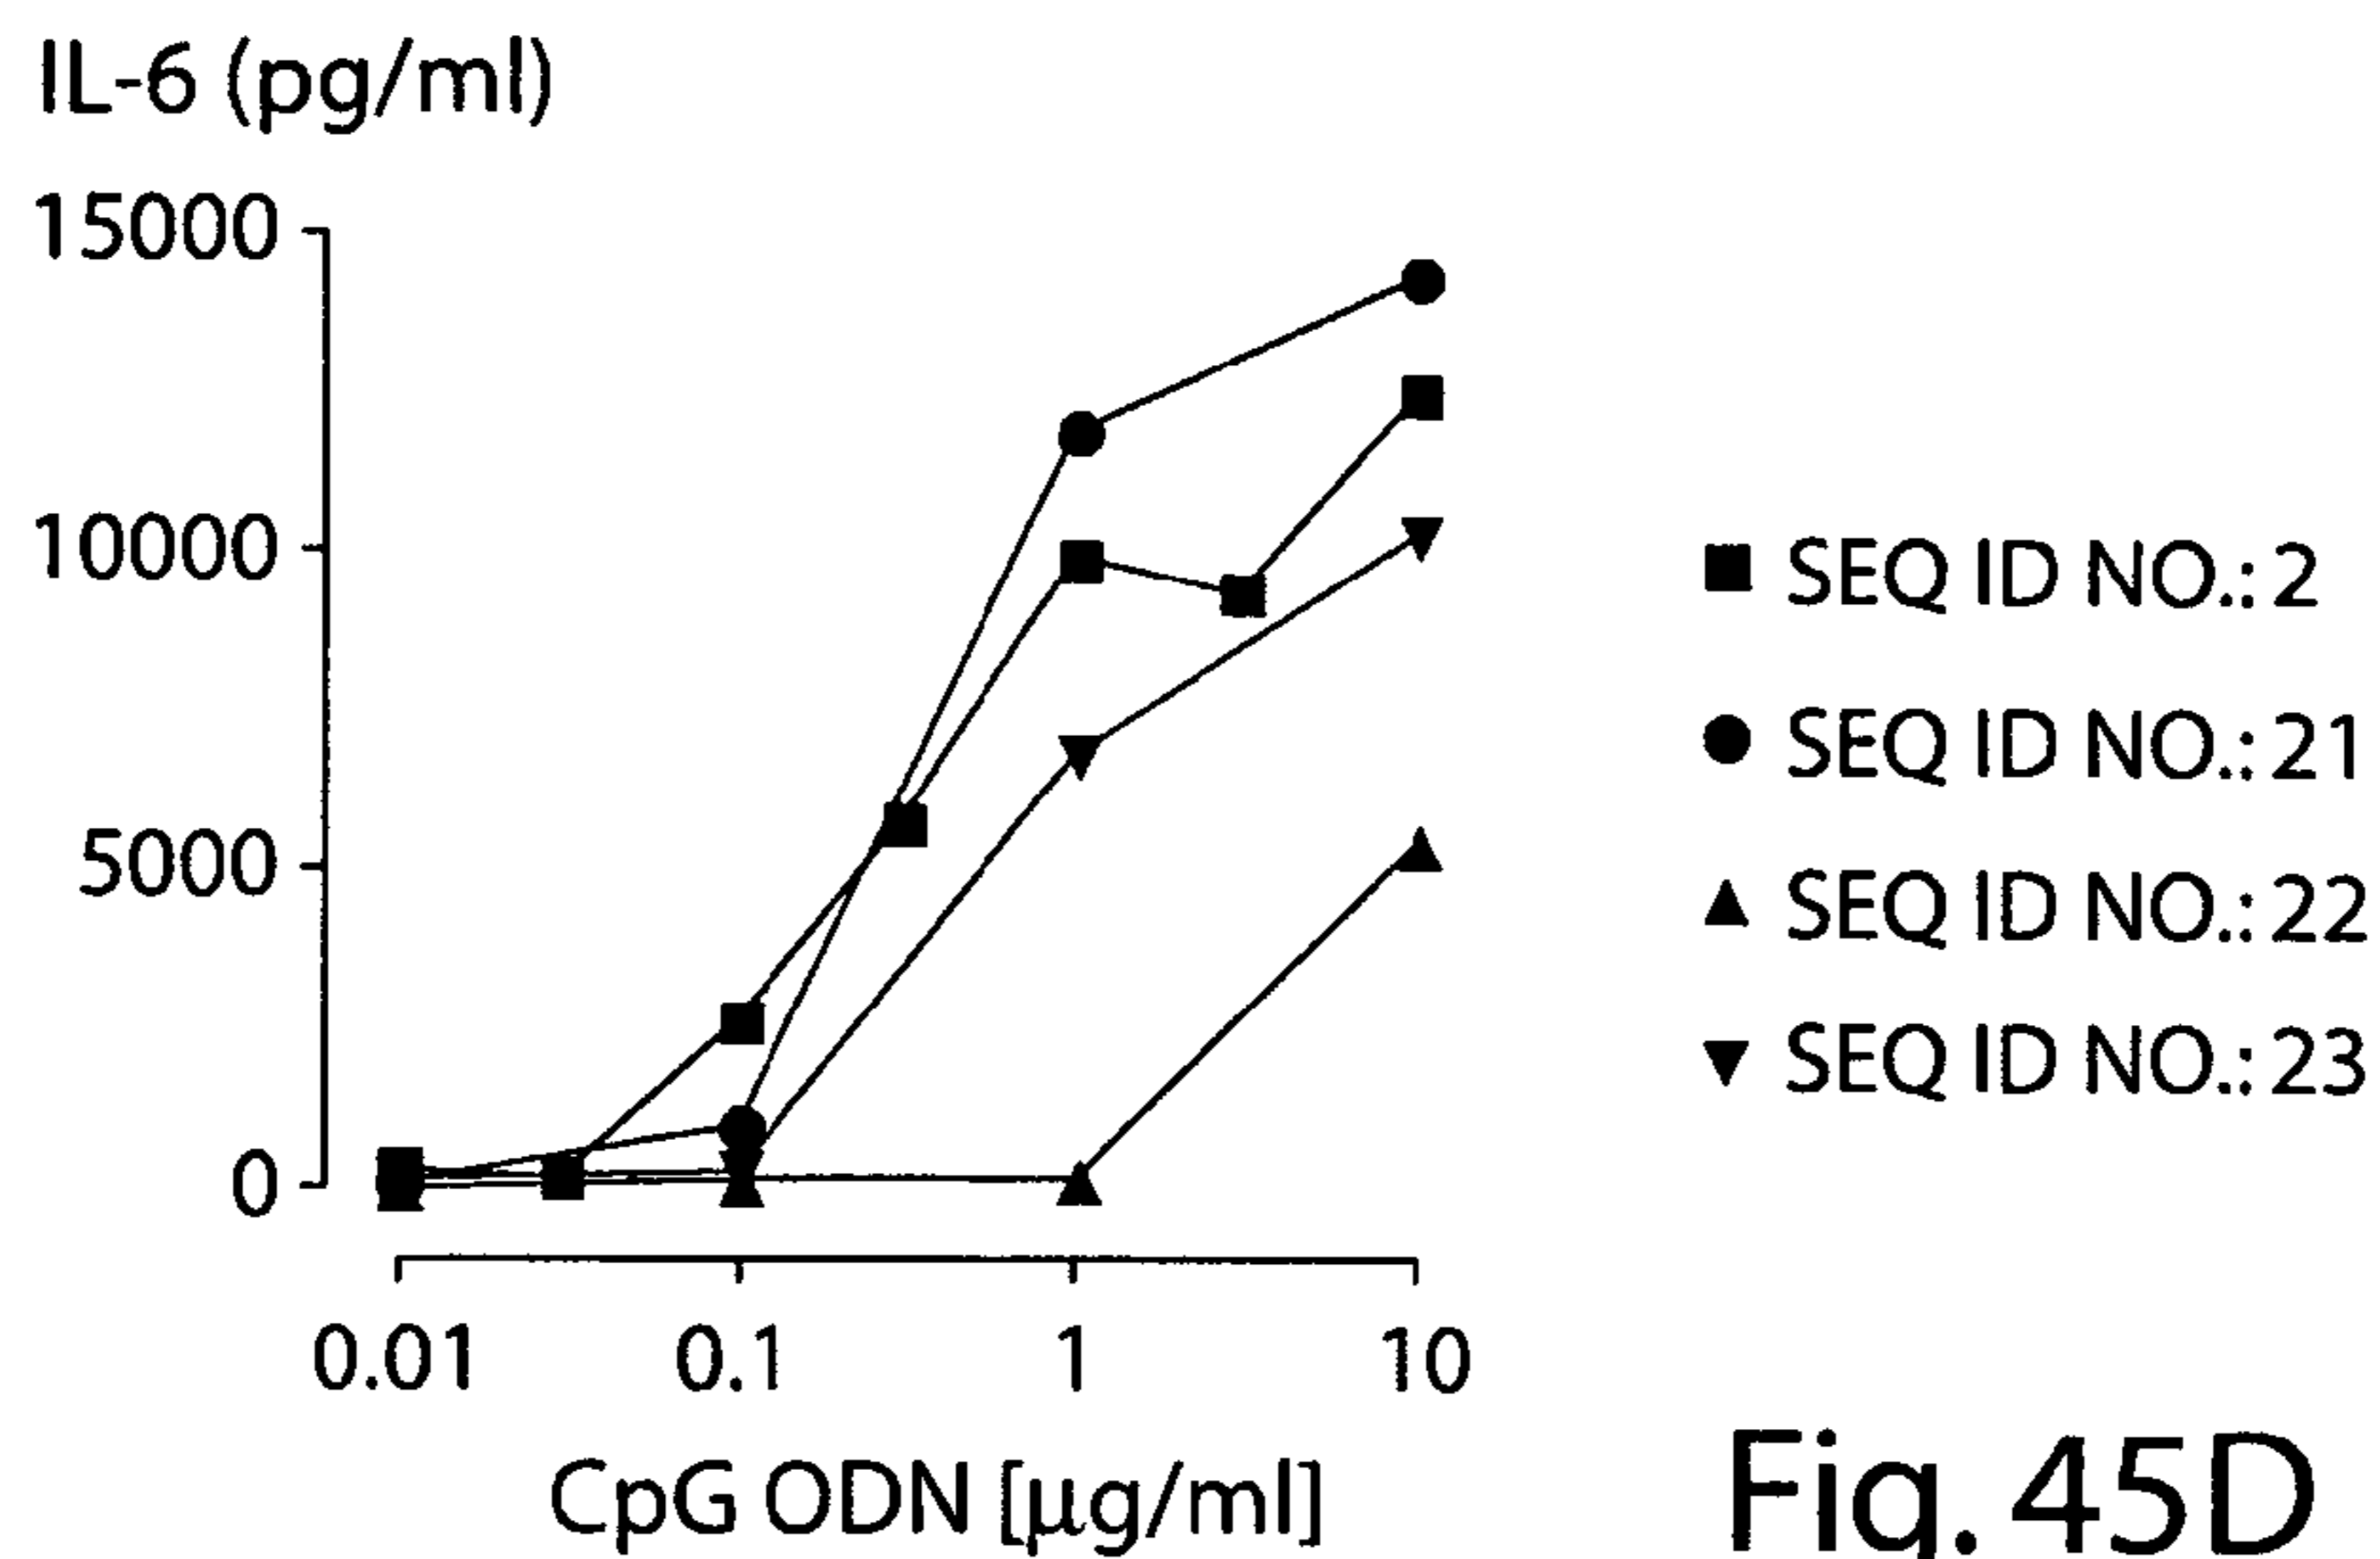 IL-6 (pg/ml)
15000
10000
5000
0
0.01 0.1 1 10
CpG ODN [µg/ml]
SEQ ID NO.: 2
SEQ ID NO.: 21
SEQ ID NO.: 22
SEQ ID NO.: 23
Fig. 45D